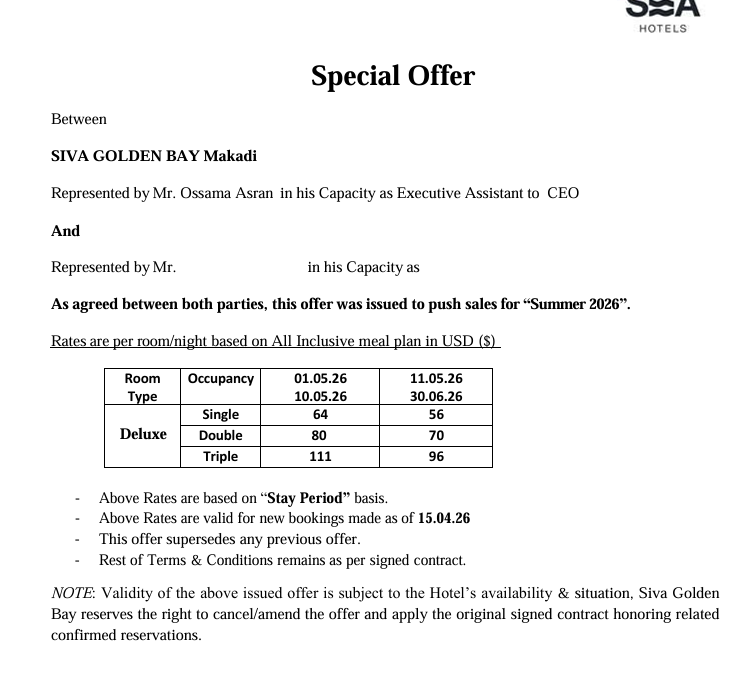 HOTELS
Special Offer
Between
SIVA GOLDEN BAY Makadi
Represented by Mr. Ossama Asran in his Capacity as Executive Assistant to CEO
And
Represented by Mr. in his Capacity as
As agreed between both parties, this offer was issued to push sales for “Summer 2026”.
Rates are per room/night based on All Inclusive meal plan in USD ($)
Room Type Occupancy 01.05.26 10.05.26 11.05.26 30.06.26
Deluxe Single 64 56
Double 80 70
Triple 111 96
- Above Rates are based on “Stay Period” basis.
- Above Rates are valid for new bookings made as of 15.04.26
- This offer supersedes any previous offer.
- Rest of Terms & Conditions remains as per signed contract.
NOTE: Validity of the above issued offer is subject to the Hotel’s availability & situation, Siva Golden
Bay reserves the right to cancel/amend the offer and apply the original signed contract honoring related
confirmed reservations.